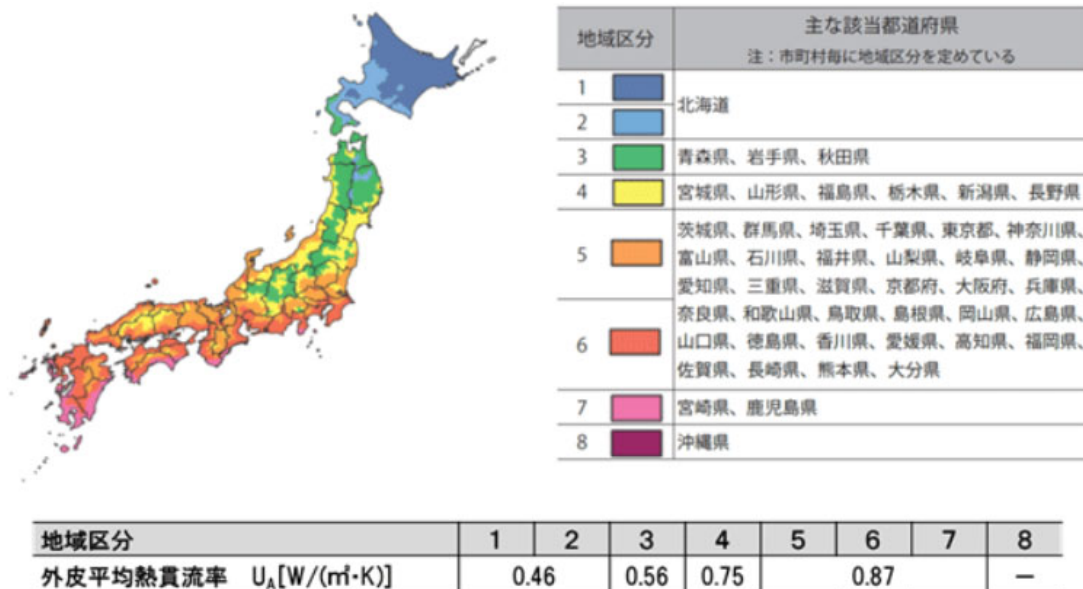 地域区分 主な該当都道府県
注：市町村毎に地域区分を定めている
1 北海道
2
3 青森県、岩手県、秋田県
4 宮城県、山形県、福島県、栃木県、新潟県、長野県
5 茨城県、群馬県、埼玉県、千葉県、東京都、神奈川県、
富山県、石川県、福井県、山梨県、岐阜県、静岡県、
愛知県、三重県、滋賀県、京都府、大阪府、兵庫県、
6 奈良県、和歌山県、鳥取県、島根県、岡山県、広島県、
山口県、徳島県、香川県、愛媛県、高知県、福岡県、
佐賀県、長崎県、熊本県、大分県
7 宮崎県、鹿児島県
8 沖縄県
地域区分 1 2 3 4 5 6 7 8
外皮平均熱貫流率 UA[W/(㎡･K)] 0.46 0.56 0.75 0.87 －